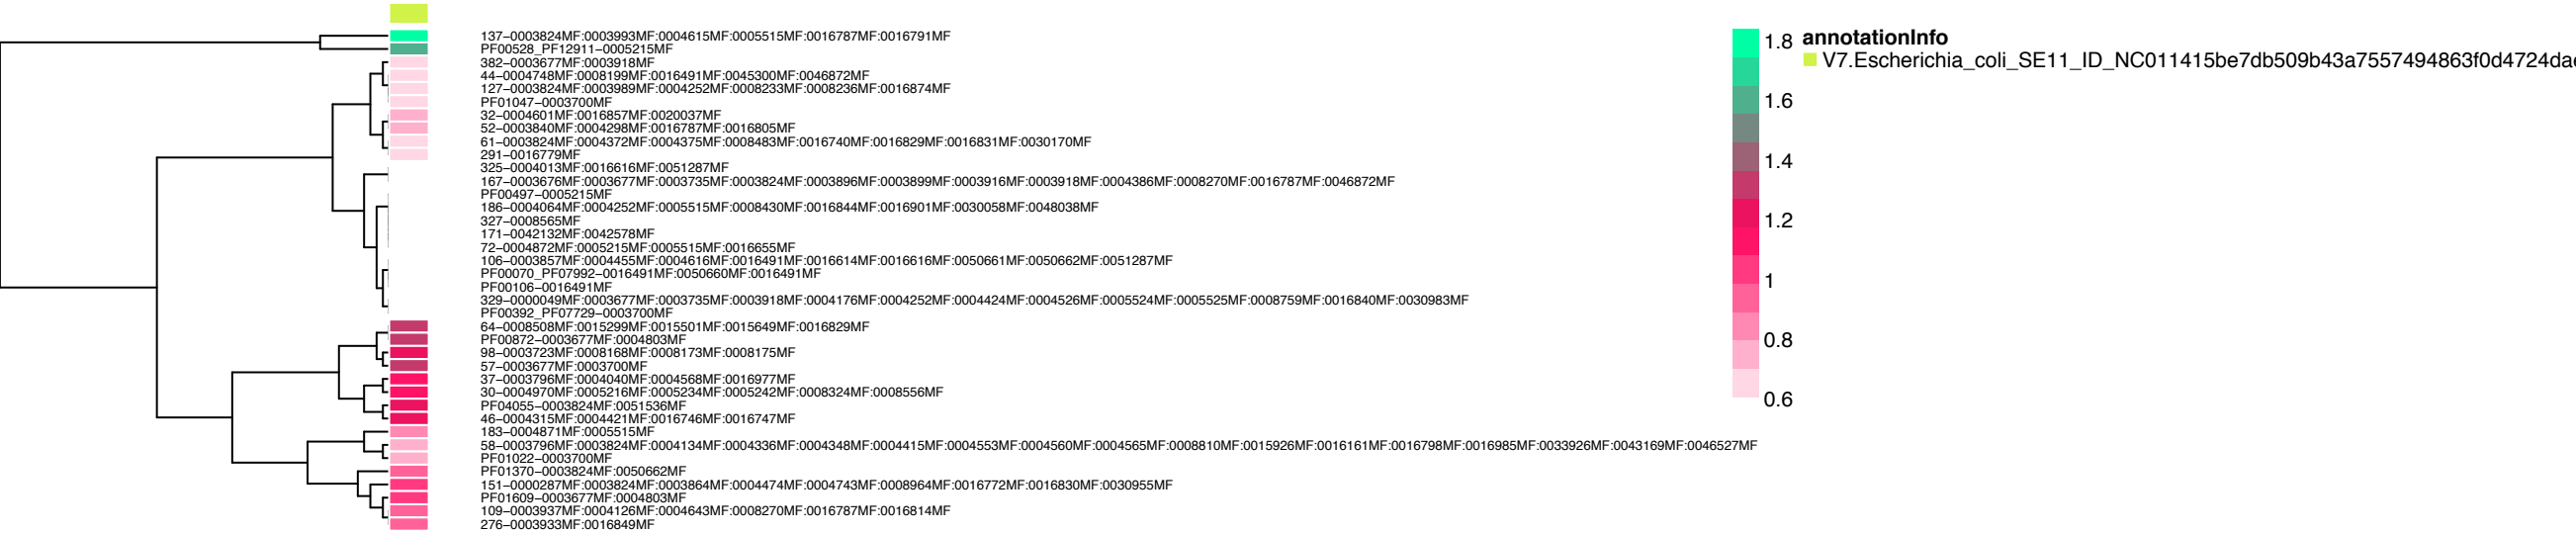 137−0003824MF:0003993MF:0004615MF:0005515MF:0016787MF:0016791MF
PF00528_PF12911−0005215MF
382−0003677MF:0003918MF
44−0004748MF:0008199MF:0016491MF:0045300MF:0046872MF
127−0003824MF:0003989MF:0004252MF:0008233MF:0008236MF:0016874MF
PF01047−0003700MF
32−0004601MF:0016857MF:0020037MF
52−0003840MF:0004298MF:0016787MF:0016805MF
61−0003824MF:0004372MF:0004375MF:0008483MF:0016740MF:0016829MF:0016831MF:0030170MF
291−0016779MF
325−0004013MF:0016616MF:0051287MF
167−0003676MF:0003677MF:0003735MF:0003824MF:0003896MF:0003899MF:0003916MF:0003918MF:0004386MF:0008270MF:0016787MF:0046872MF
PF00497−0005215MF
186−0004064MF:0004252MF:0005515MF:0008430MF:0016844MF:0016901MF:0030058MF:0048038MF
327−0008565MF
171−0042132MF:0042578MF
72−0004872MF:0005215MF:0005515MF:0016655MF
106−0003857MF:0004455MF:0004616MF:0016491MF:0016614MF:0016616MF:0050661MF:0050662MF:0051287MF
PF00070_PF07992−0016491MF:0050660MF:0016491MF
PF00106−0016491MF
329−0000049MF:0003677MF:0003735MF:0003918MF:0004176MF:0004252MF:0004424MF:0004526MF:0005524MF:0005525MF:0008759MF:0016840MF:0030983MF
PF00392_PF07729−0003700MF
64−0008508MF:0015299MF:0015501MF:0015649MF:0016829MF
PF00872−0003677MF:0004803MF
98−0003723MF:0008168MF:0008173MF:0008175MF
57−0003677MF:0003700MF
37−0003796MF:0004040MF:0004568MF:0016977MF
30−0004970MF:0005216MF:0005234MF:0005242MF:0008324MF:0008556MF
PF04055−0003824MF:0051536MF
46−0004315MF:0004421MF:0016746MF:0016747MF
183−0004871MF:0005515MF
58−0003796MF:0003824MF:0004134MF:0004336MF:0004348MF:0004415MF:0004553MF:0004560MF:0004565MF:0008810MF:0015926MF:0016161MF:0016798MF:0016985MF:0033926MF:0043169MF:0046527MF
PF01022−0003700MF
PF01370−0003824MF:0050662MF
151−0000287MF:0003824MF:0003864MF:0004474MF:0004743MF:0008964MF:0016772MF:0016830MF:0030955MF
PF01609−0003677MF:0004803MF
109−0003937MF:0004126MF:0004643MF:0008270MF:0016787MF:0016814MF
276−0003933MF:0016849MF
1.8
1.6
1.4
1.2
1
0.8
0.6
annotationInfo
V7.Escherichia_coli_SE11_ID_NC011415be7db509b43a7557494863f0d4724dae